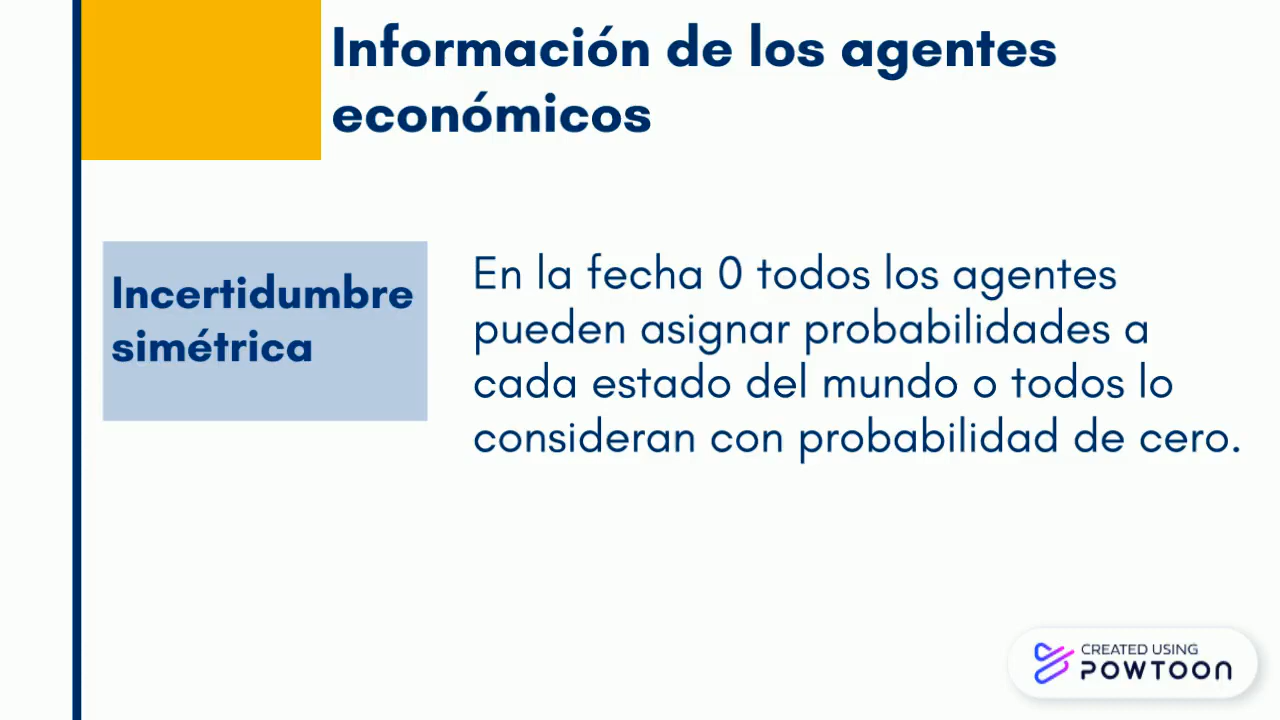 Información de los agentes
económicos
Incertidumbre
simétrica
En la fecha 0 todos los agentes
pueden asignar probabilidades a
cada estado del mundo o todos lo
consideran con probabilidad de cero.
CREATED USING
POWTOON